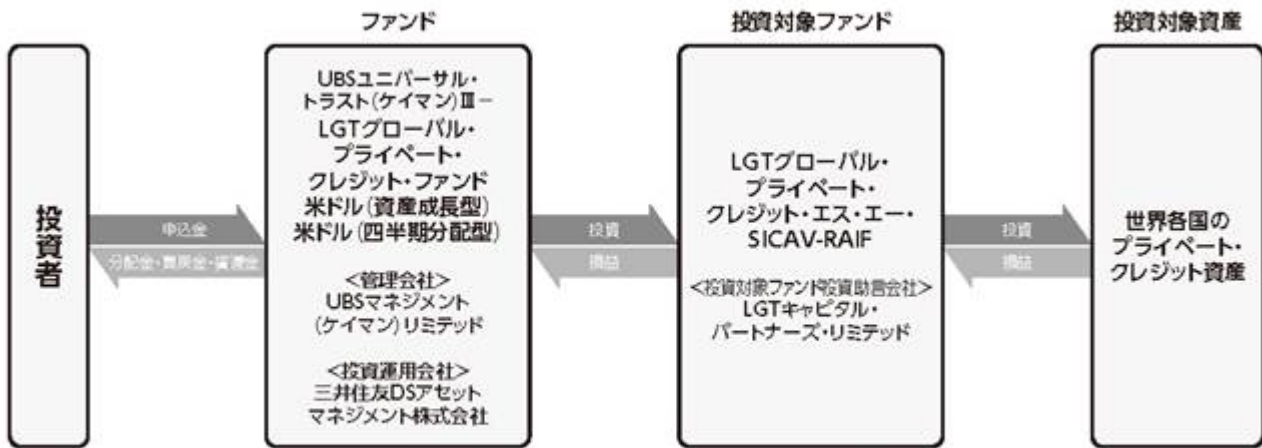 ファンド
投資対象ファンド
投資対象資産
投資者
申込金
分配金・買戻金・償還金
UBSユニバーサル・
トラスト(ケイマン)Ⅲ－
LGTグローバル・
プライベート・
クレジット・ファンド
米ドル(資産成長型)
米ドル(四半期分配型)
<管理会社>
UBSマネジメント
(ケイマン)リミテッド
<投資運用会社>
三井住友DSアセット
マネジメント株式会社
投資
損益
LGTグローバル・
プライベート・
クレジット・エス・エー・
SICAV-RAIF
<投資対象ファンド投資助言会社>
LGTキャピタル・
パートナーズ・リミテッド
投資
損益
世界各国の
プライベート・
クレジット資産